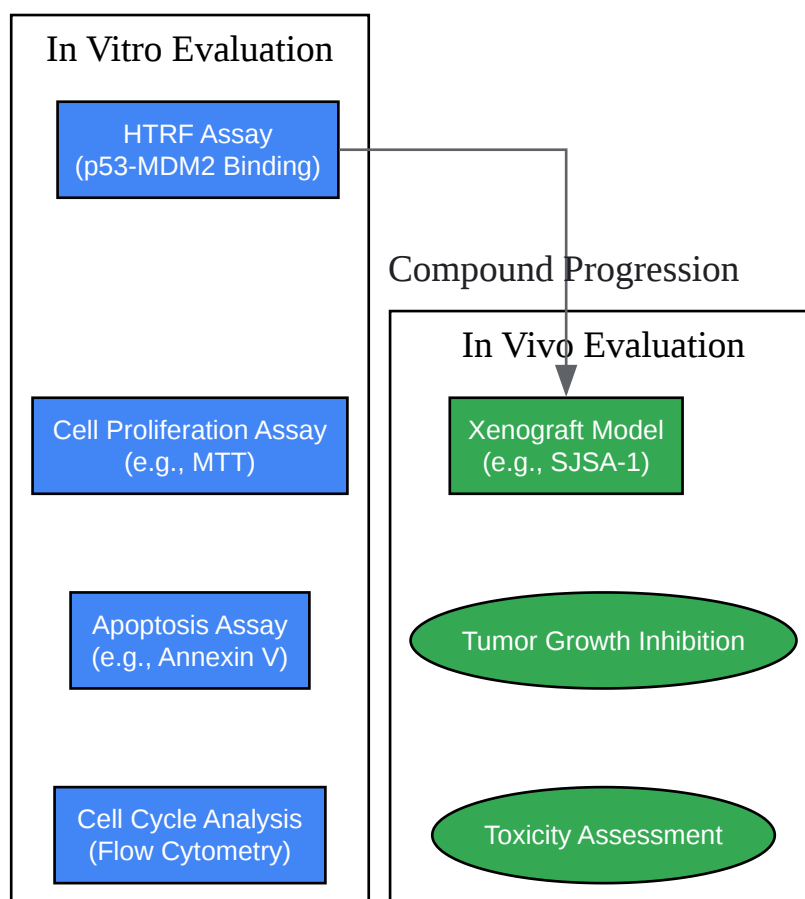 In Vitro Evaluation
HTRF Assay
(p53-MDM2 Binding)
Compound Progression
In Vivo Evaluation
Cell Proliferation Assay
(e.g., MTT)
Xenograft Model
(e.g., SJSA-1)
Apoptosis Assay
(e.g., Annexin V)
Tumor Growth Inhibition
Cell Cycle Analysis
(Flow Cytometry)
Toxicity Assessment